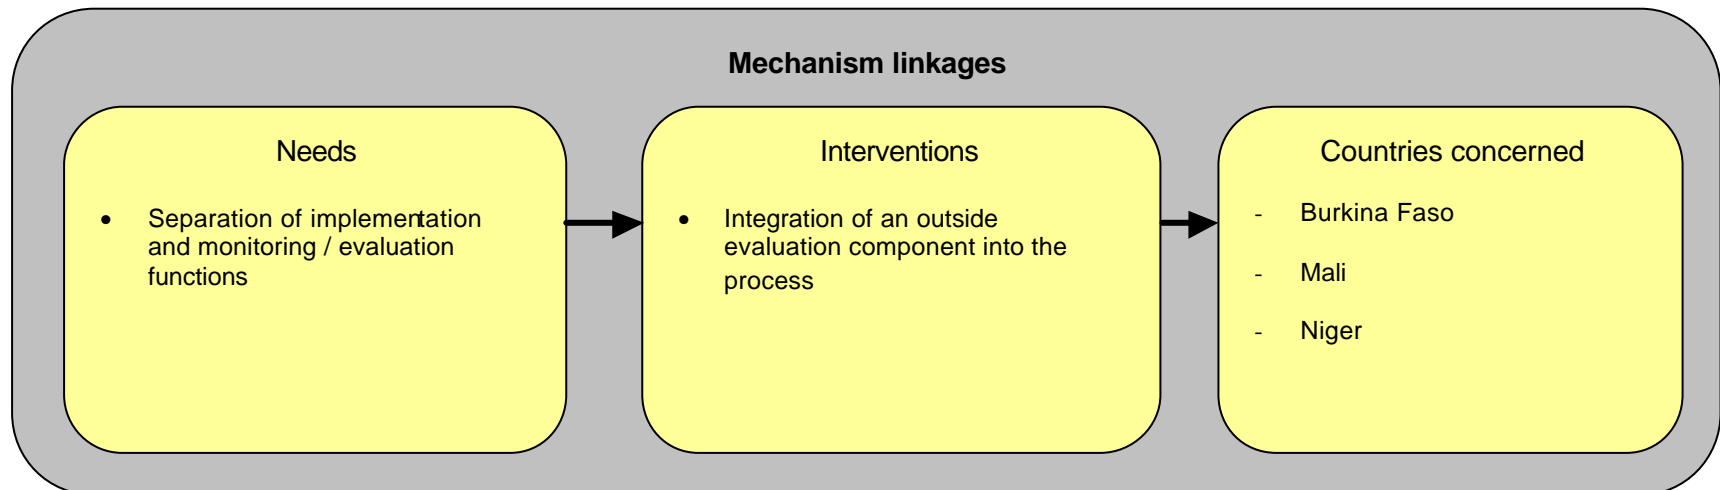 Mechanism linkages
Needs
• Separation of implementation
and monitoring / evaluation
functions
Interventions
• Integration of an outside
evaluation component into the
process
Countries concerned
- Burkina Faso
- Mali
- Niger